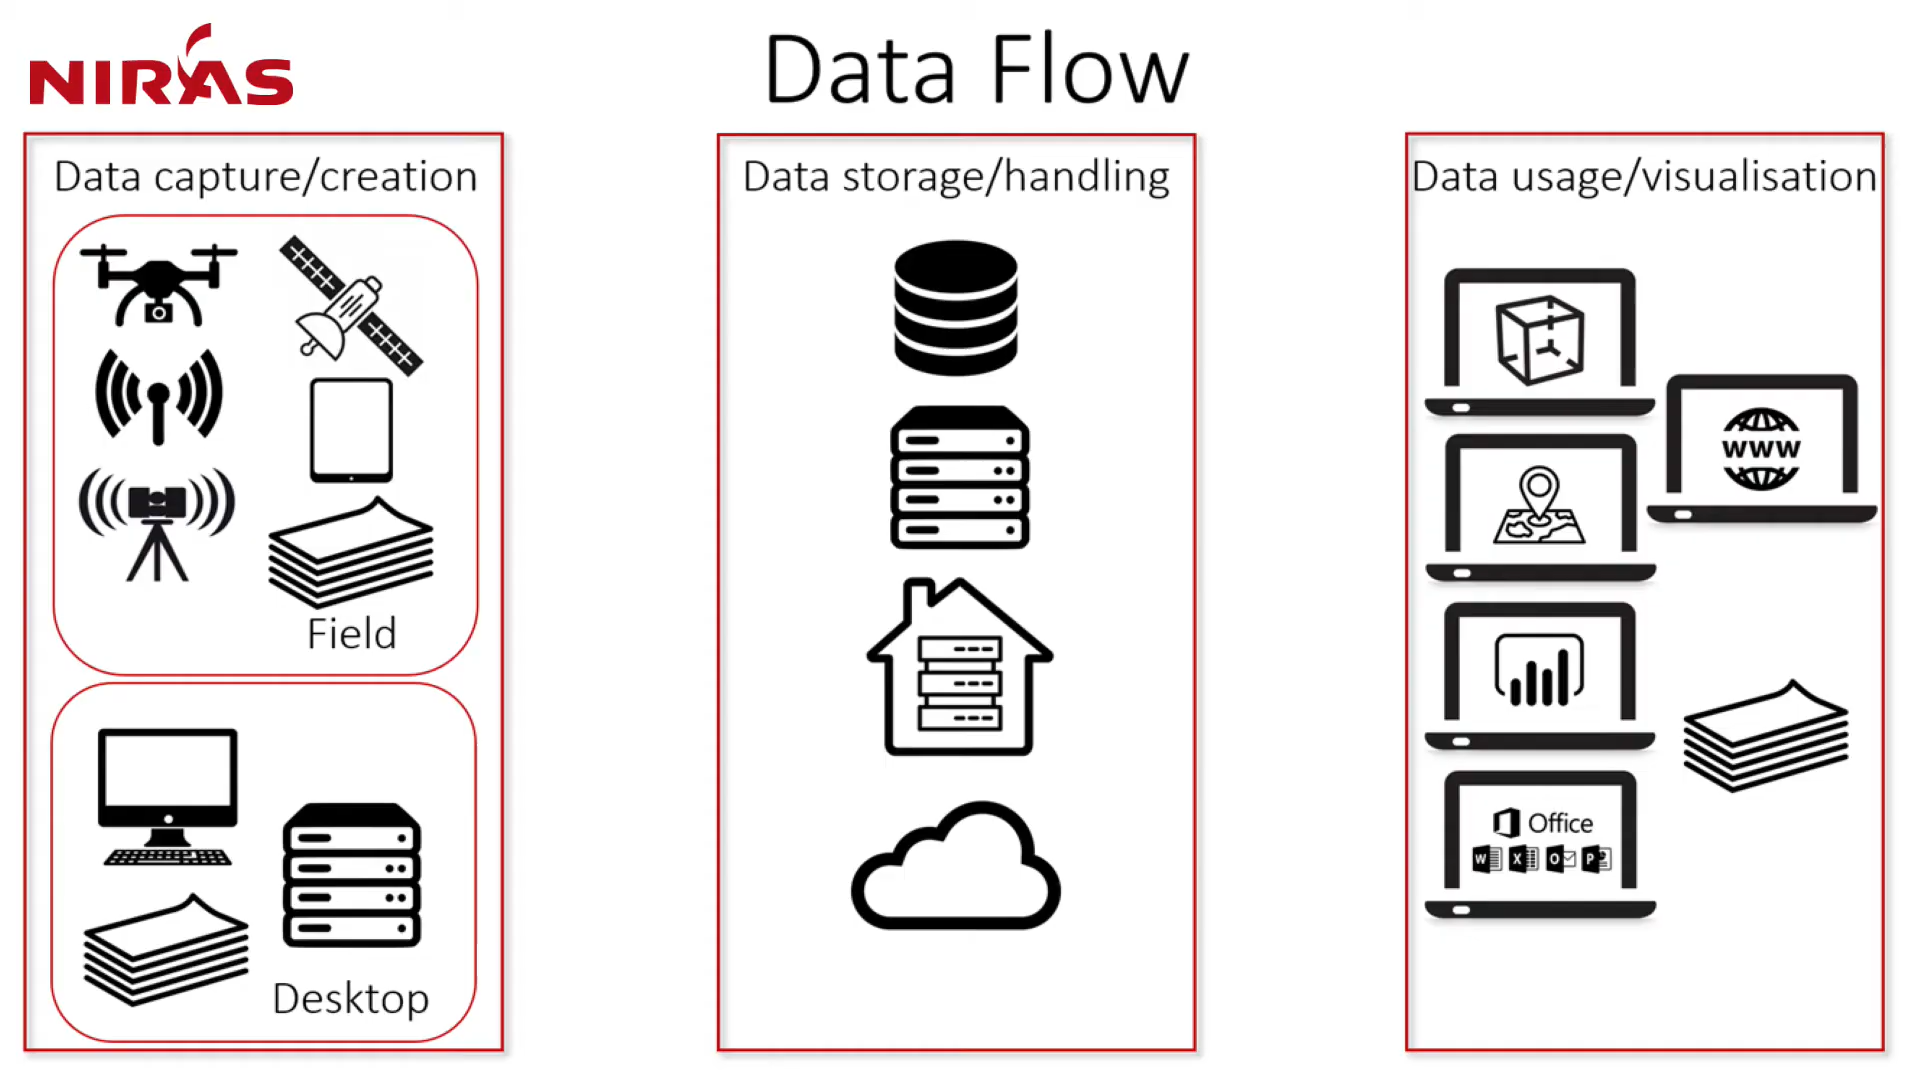 NIRAS
Data Flow
Data capture/creation
Field
Desktop
Data storage/handling
Data usage/visualisation
WWW
Office
W X O P